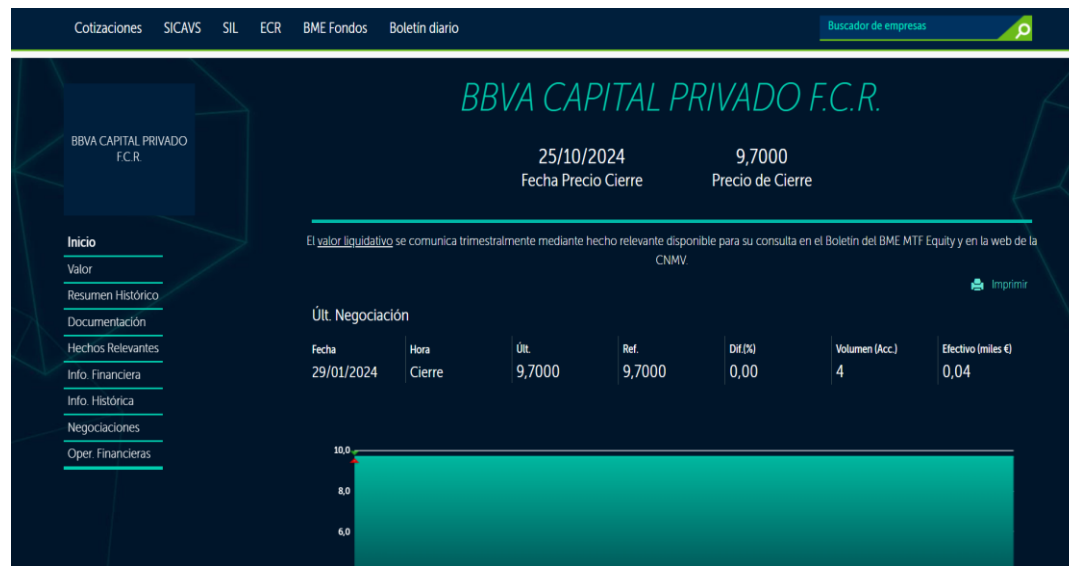 Cotizaciones SICAVS SIL ECR BME Fondos Boletín diario Buscador de empresas
BBVA CAPITAL PRIVADO F.C.R.
BBVA CAPITAL PRIVADO
F.C.R.
25/10/2024 9,7000
Fecha Precio Cierre Precio de Cierre
Inicio
Valor
Resumen Histórico
Documentación
Hechos Relevantes
Info. Financiera
Info. Histórica
Negociaciones
Oper. Financieras
El valor liquidativo se comunica trimestralmente mediante hecho relevante disponible para su consulta en el Boletín del BME MTF Equity y en la web de la
CNMV.
Imprimir
Últ. Negociación
Fecha Hora Últ. Ref. Dif.(%) Volumen (Acc.) Efectivo (miles €)
29/01/2024 Cierre 9,7000 9,7000 0,00 4 0,04
10,0
8,0
6,0